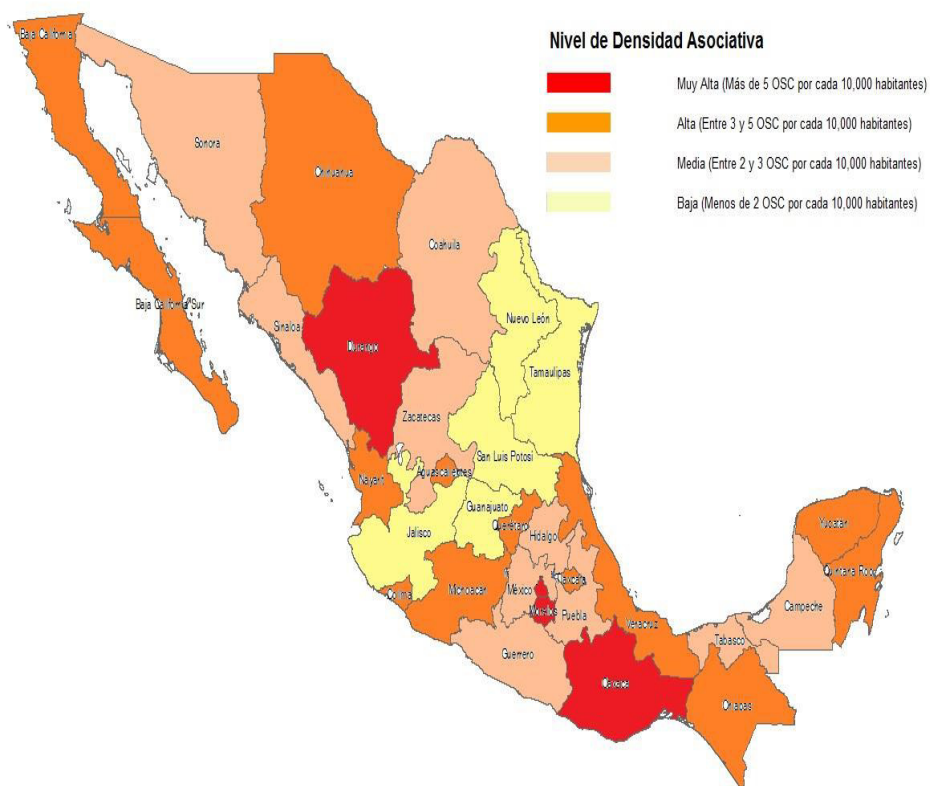 Nivel de Densidad Asociativa
Muy Alta (Más de 5 OSC por cada 10,000 habitantes)
Alta (Entre 3 y 5 OSC por cada 10,000 habitantes)
Media (Entre 2 y 3 OSC por cada 10,000 habitantes)
Baja (Menos de 2 OSC por cada 10,000 habitantes)
Baja California
Sonora
Chihuahua
Coahuila
Baja California Sur
Sinaloa
Durango
Nuevo León
Tamaulipas
Zacatecas
San Luis Potosí
Aguascalientes
Nayarit
Guanajuato
Querétaro
Jalisco
Hidalgo
Yucatán
Quintana Roo
Colima
Michoacán
México
Tlaxcala
Morelos
Puebla
Veracruz
Campeche
Tabasco
Guerrero
Oaxaca
Chiapas